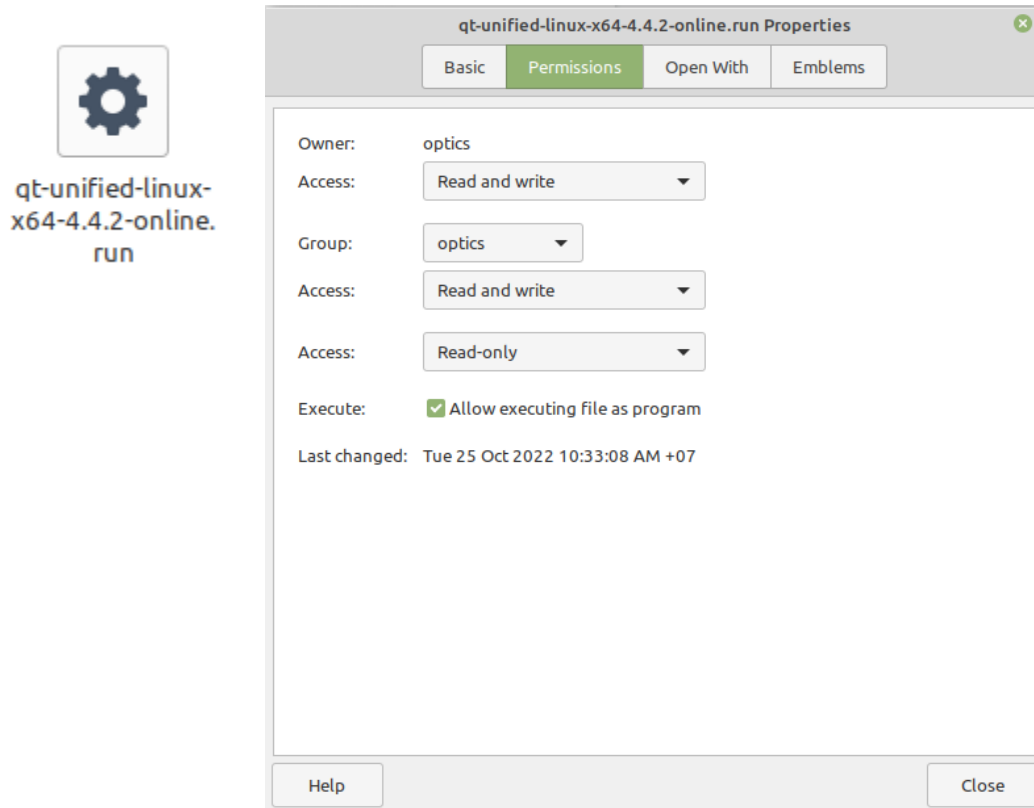 qt-unified-linux-
x64-4.4.2-online.
run
qt-unified-linux-x64-4.4.2-online.run Properties
Basic Permissions Open With Emblems
Owner: optics
Access: Read and write
Group: optics
Access: Read and write
Access: Read-only
Execute: Allow executing file as program
Last changed: Tue 25 Oct 2022 10:33:08 AM +07
Help Close